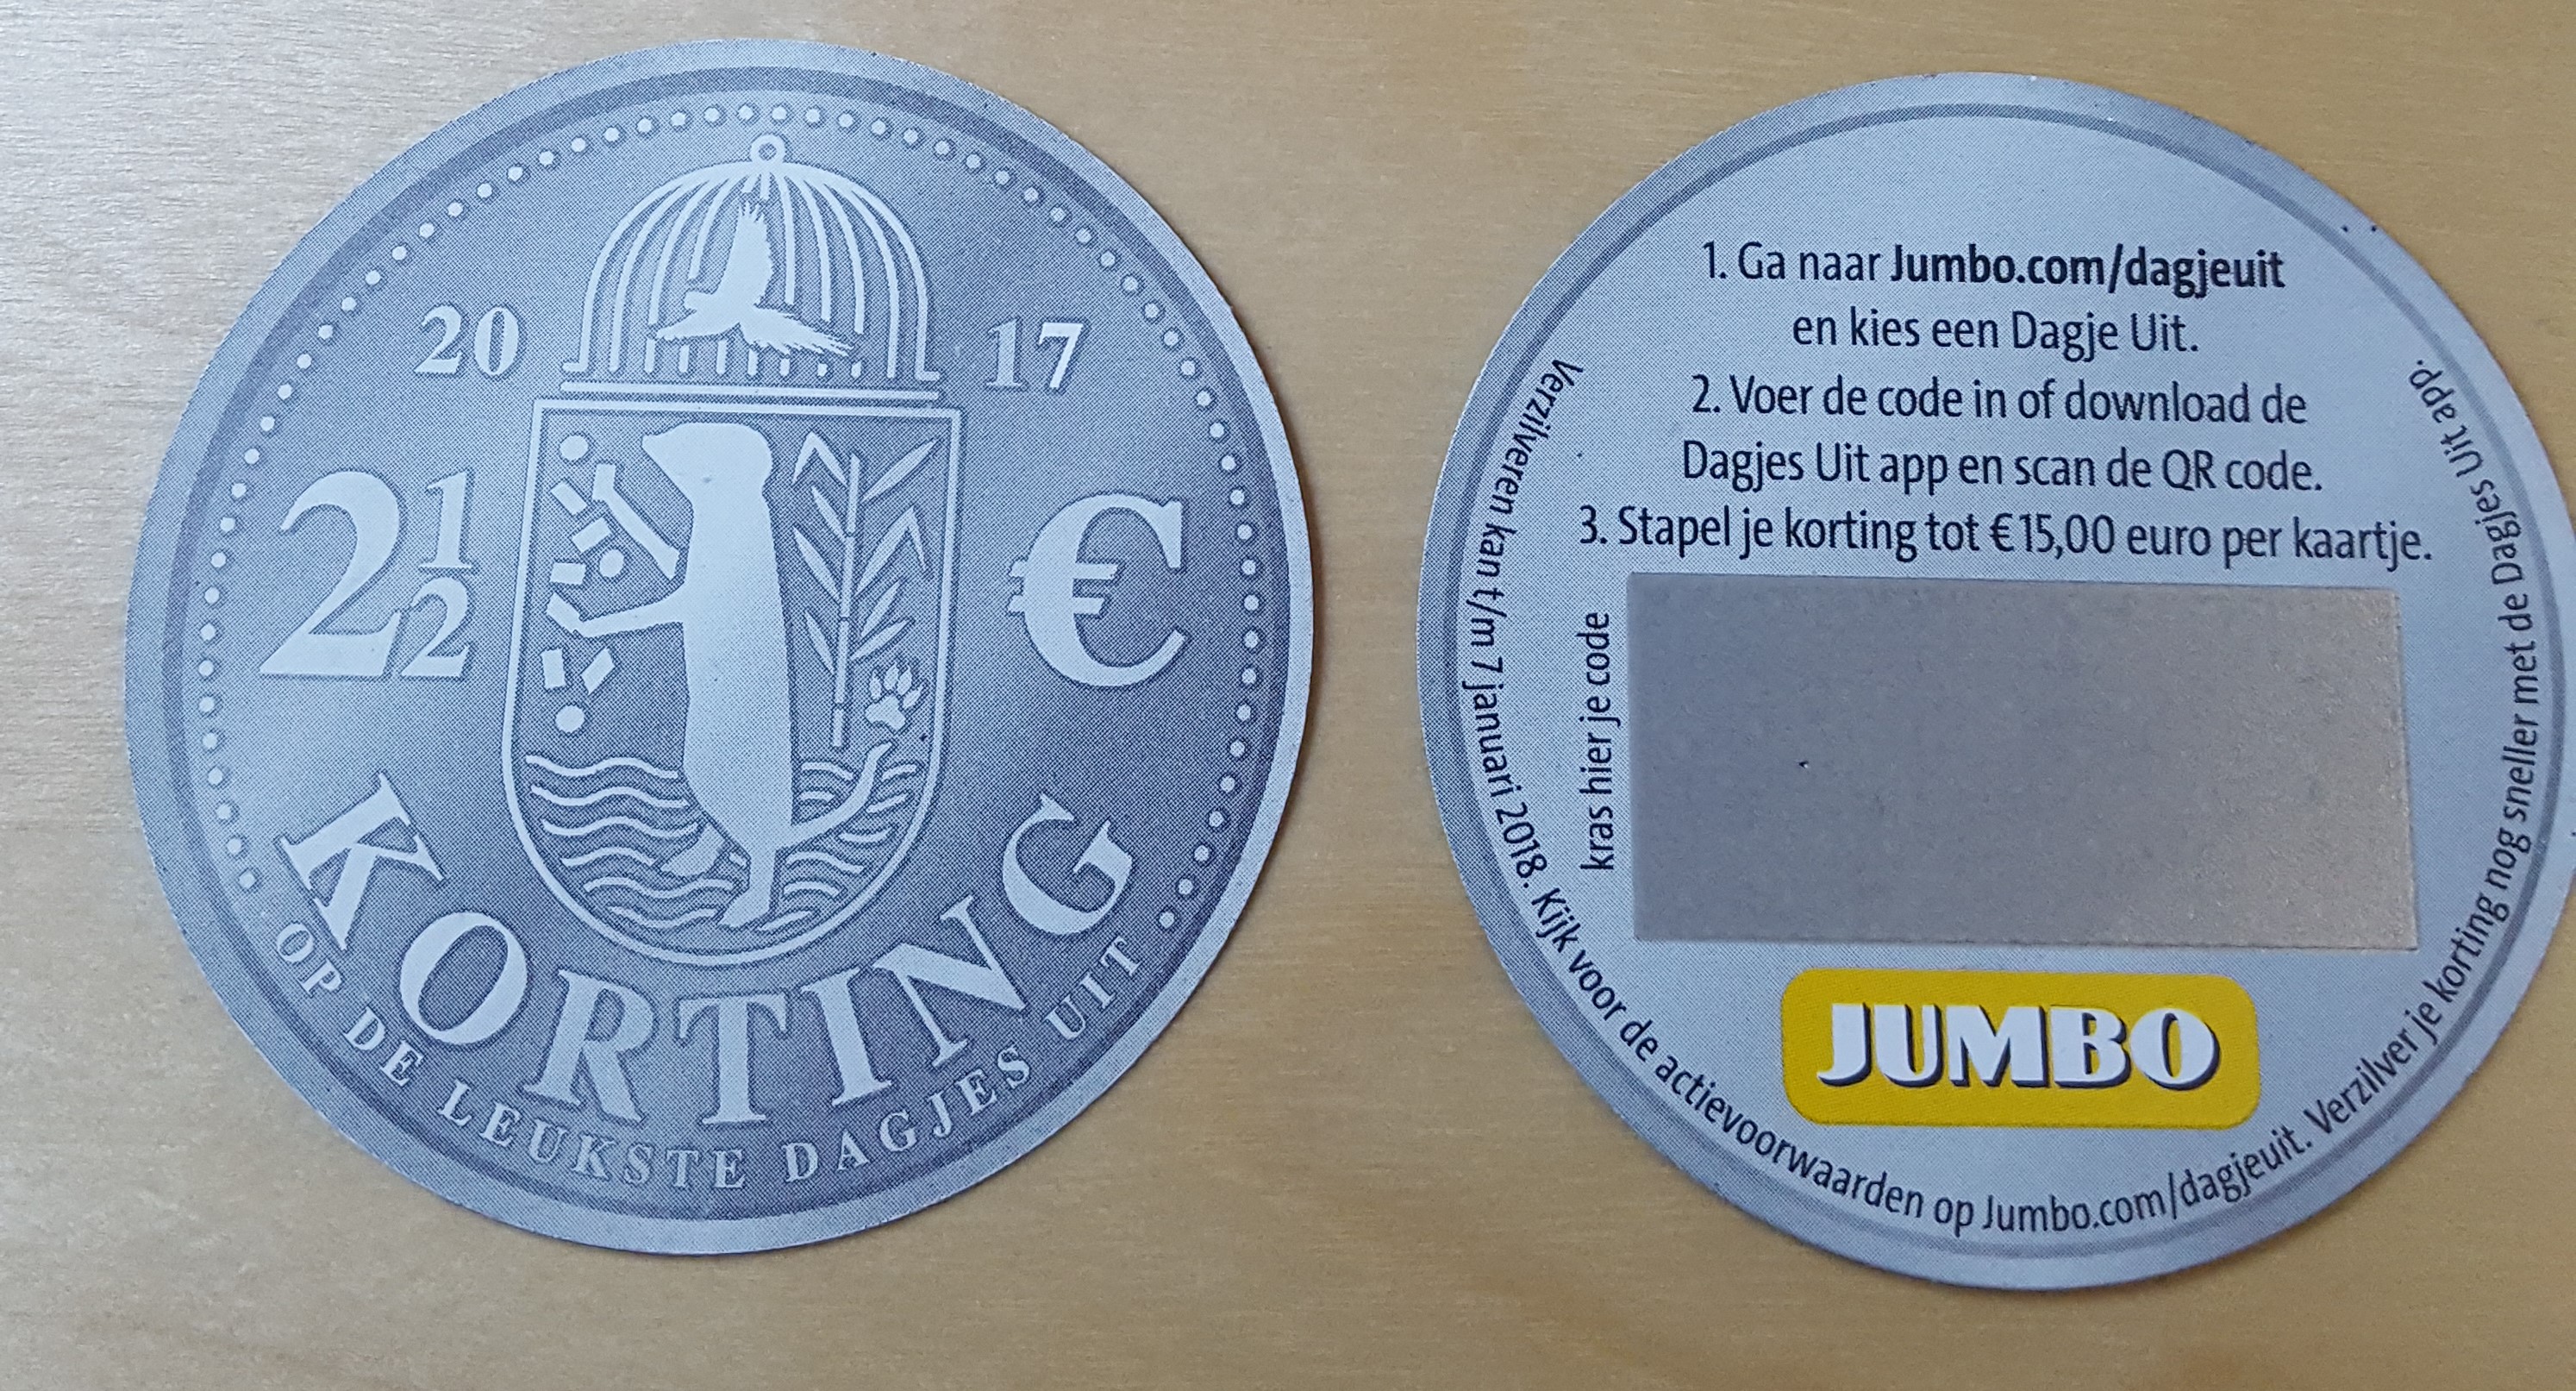 20 17
2 1/2 €
KORTING
OP DE LEUKSTE DAGJES UIT
1. Ga naar Jumbo.com/dagjeuit
en kies een Dagje Uit.
2. Voer de code in of download de
Dagjes Uit app en scan de QR code.
3. Stapel je korting tot € 15,00 euro per kaartje.
kras hier je code
JUMBO
Verzilveren kan t/m 7 januari 2018. Kijk voor de actievoorwaarden op Jumbo.com/dagjeuit. Verzilver je korting nog sneller met de Dagjes Uit app.